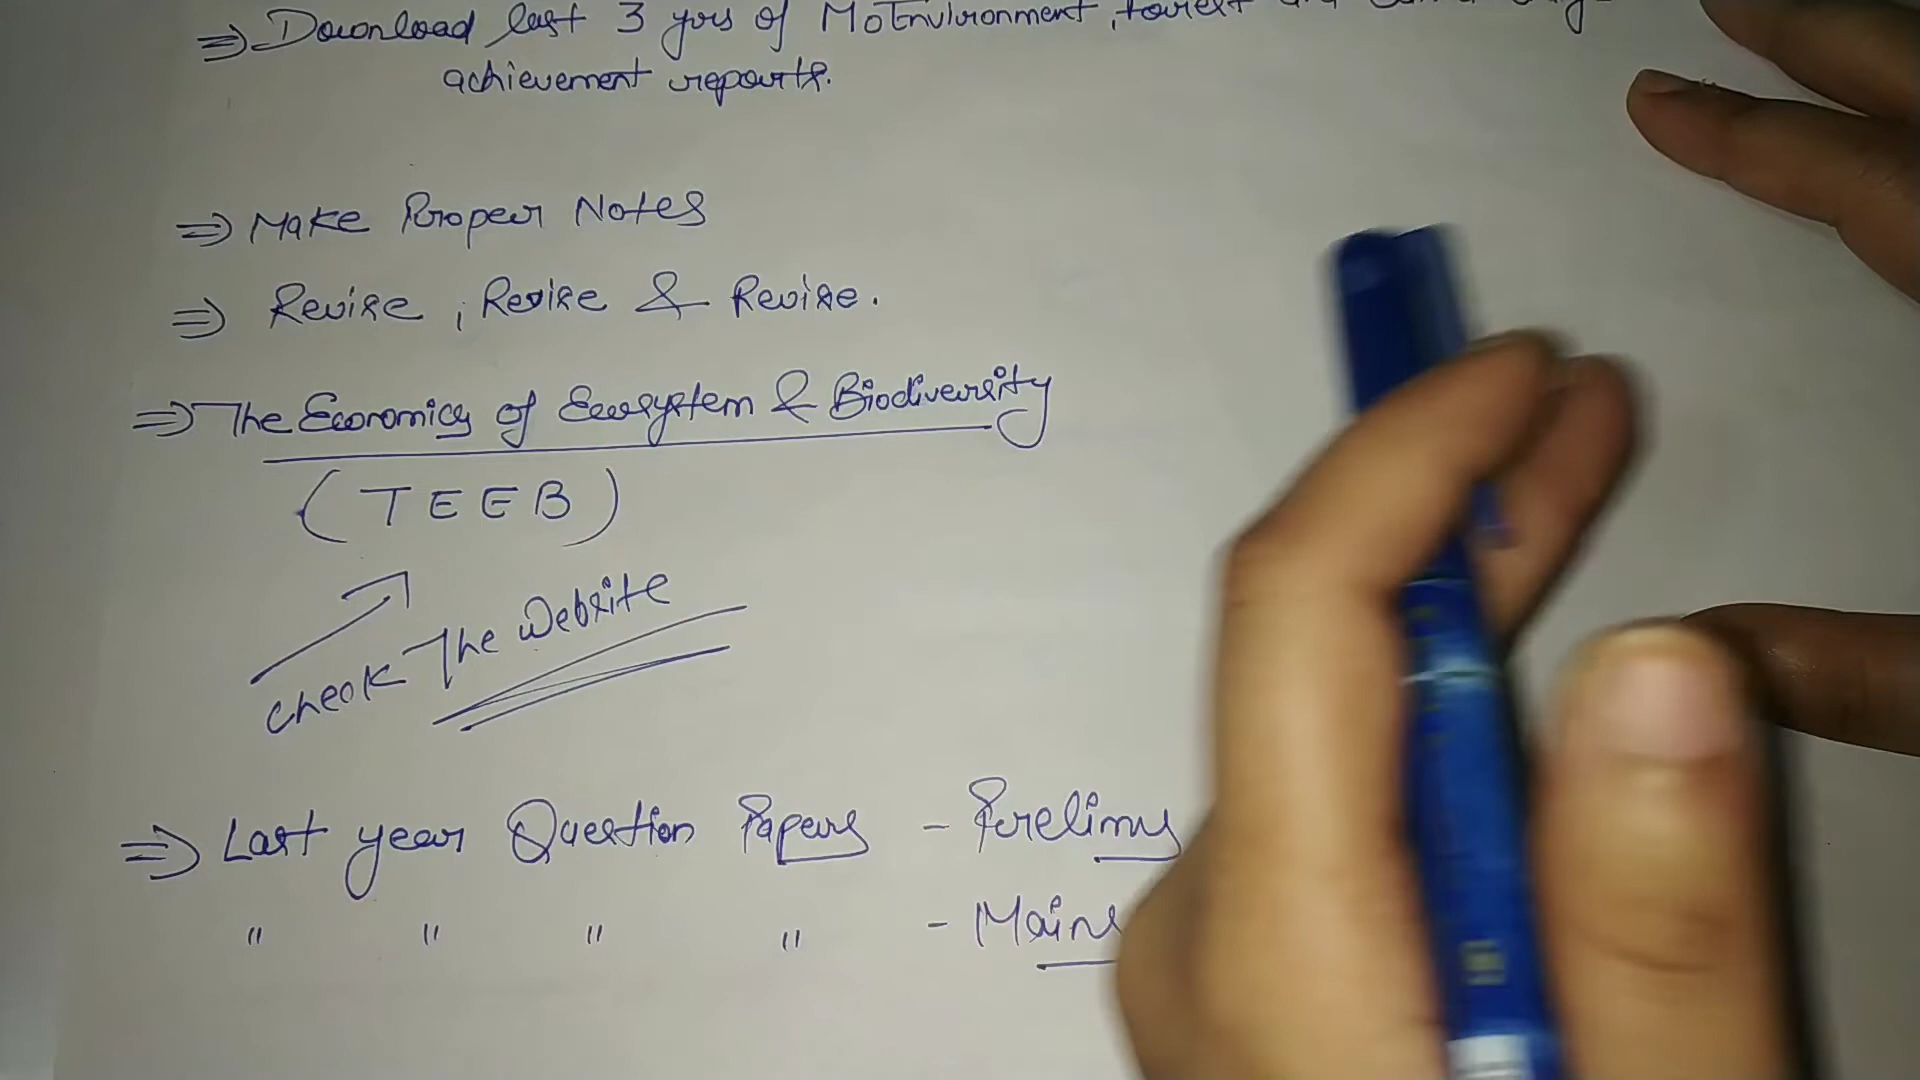 ⇒ Download last 3 yrs of MoEnvironment, forest
achievement reports.
⇒ Make Proper Notes
⇒ Revise, Revise & Revise.
⇒ The Economics of Ecosystem & Biodiversity
(TEEB)
check The website
⇒ Last year Question Papers - Prelims
" " " " - Mains